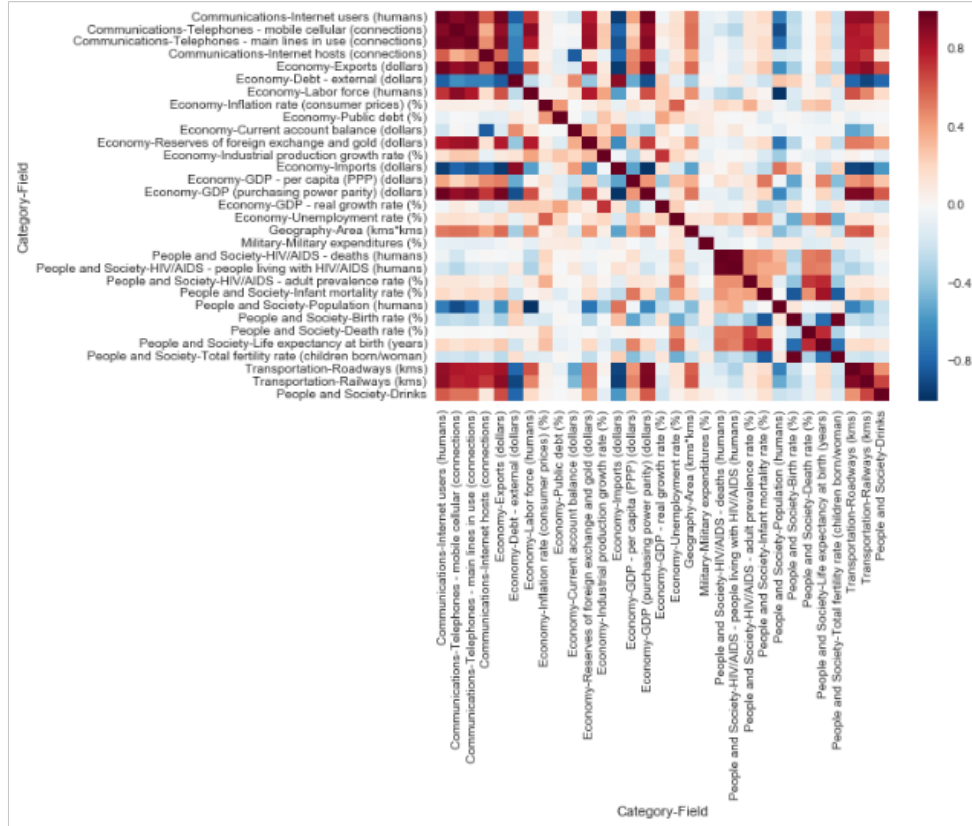 Category-Field
Communications-Internet users (humans)
Communications-Telephones - mobile cellular (connections)
Communications-Telephones - main lines in use (connections)
Communications-Internet hosts (connections)
Economy-Exports (dollars)
Economy-Debt - external (dollars)
Economy-Labor force (humans)
Economy-Inflation rate (consumer prices) (%)
Economy-Public debt (%)
Economy-Current account balance (dollars)
Economy-Reserves of foreign exchange and gold (dollars)
Economy-Industrial production growth rate (%)
Economy-Imports (dollars)
Economy-GDP - per capita (PPP) (dollars)
Economy-GDP (purchasing power parity) (dollars)
Economy-GDP - real growth rate (%)
Economy-Unemployment rate (%)
Geography-Area (kms*kms)
Military-Military expenditures (%)
People and Society-HIV/AIDS - deaths (humans)
People and Society-HIV/AIDS - people living with HIV/AIDS (humans)
People and Society-HIV/AIDS - adult prevalence rate (%)
People and Society-Infant mortality rate (%)
People and Society-Population (humans)
People and Society-Birth rate (%)
People and Society-Death rate (%)
People and Society-Life expectancy at birth (years)
People and Society-Total fertility rate (children born/woman)
Transportation-Roadways (kms)
Transportation-Railways (kms)
People and Society-Drinks
0.8
0.4
0.0
−0.4
−0.8
Communications-Internet users (humans)
Communications-Telephones - mobile cellular (connections)
Communications-Telephones - main lines in use (connections)
Communications-Internet hosts (connections)
Economy-Exports (dollars)
Economy-Debt - external (dollars)
Economy-Labor force (humans)
Economy-Inflation rate (consumer prices) (%)
Economy-Public debt (%)
Economy-Current account balance (dollars)
Economy-Reserves of foreign exchange and gold (dollars)
Economy-Industrial production growth rate (%)
Economy-Imports (dollars)
Economy-GDP - per capita (PPP) (dollars)
Economy-GDP (purchasing power parity) (dollars)
Economy-GDP - real growth rate (%)
Economy-Unemployment rate (%)
Geography-Area (kms*kms)
Military-Military expenditures (%)
People and Society-HIV/AIDS - deaths (humans)
People and Society-HIV/AIDS - people living with HIV/AIDS (humans)
People and Society-HIV/AIDS - adult prevalence rate (%)
People and Society-Infant mortality rate (%)
People and Society-Population (humans)
People and Society-Birth rate (%)
People and Society-Death rate (%)
People and Society-Life expectancy at birth (years)
People and Society-Total fertility rate (children born/woman)
Transportation-Roadways (kms)
Transportation-Railways (kms)
People and Society-Drinks
Category-Field